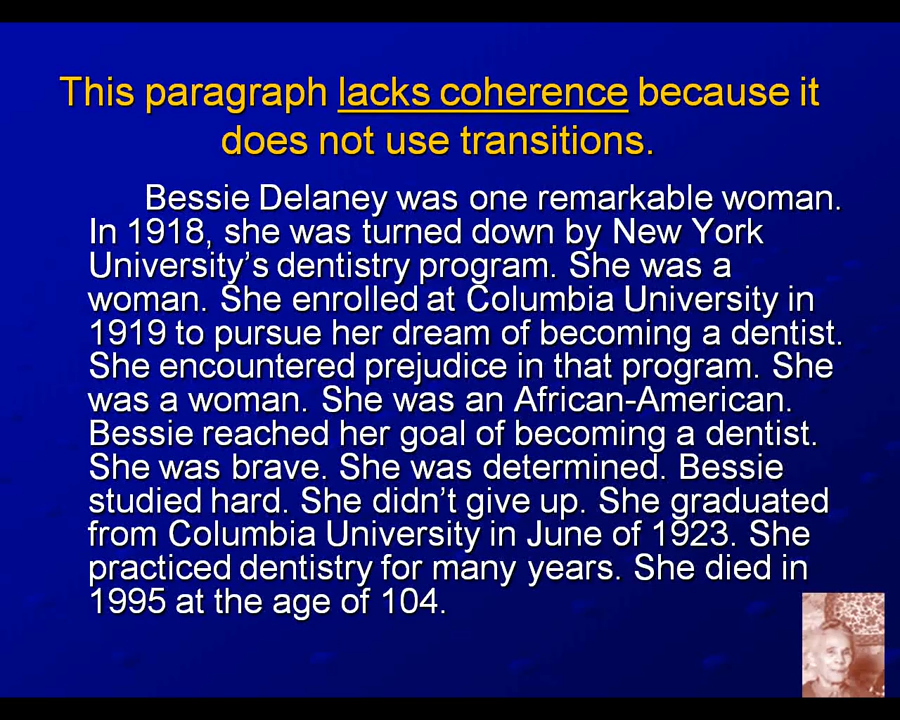 This paragraph lacks coherence because it
does not use transitions.
Bessie Delaney was one remarkable woman.
In 1918, she was turned down by New York
University’s dentistry program. She was a
woman. She enrolled at Columbia University in
1919 to pursue her dream of becoming a dentist.
She encountered prejudice in that program. She
was a woman. She was an African-American.
Bessie reached her goal of becoming a dentist.
She was brave. She was determined. Bessie
studied hard. She didn’t give up. She graduated
from Columbia University in June of 1923. She
practiced dentistry for many years. She died in
1995 at the age of 104.